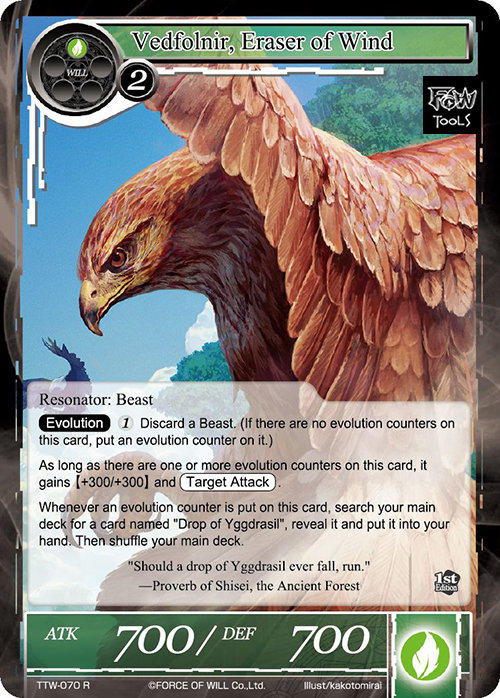 Vedfolnir, Eraser of Wind
WILL
2
FoW
TOOLS
Resonator: Beast
Evolution 1 Discard a Beast. (If there are no evolution counters on
this card, put an evolution counter on it.)
As long as there are one or more evolution counters on this card, it
gains 【+300/+300】 and Target Attack .
Whenever an evolution counter is put on this card, search your main
deck for a card named "Drop of Yggdrasil", reveal it and put it into your
hand. Then shuffle your main deck.
"Should a drop of Yggdrasil ever fall, run."
—Proverb of Shisei, the Ancient Forest
1st
Edition
ATK 700 / DEF 700
TTW-070 R ©FORCE OF WILL Co.,Ltd. Illust/kakotomirai